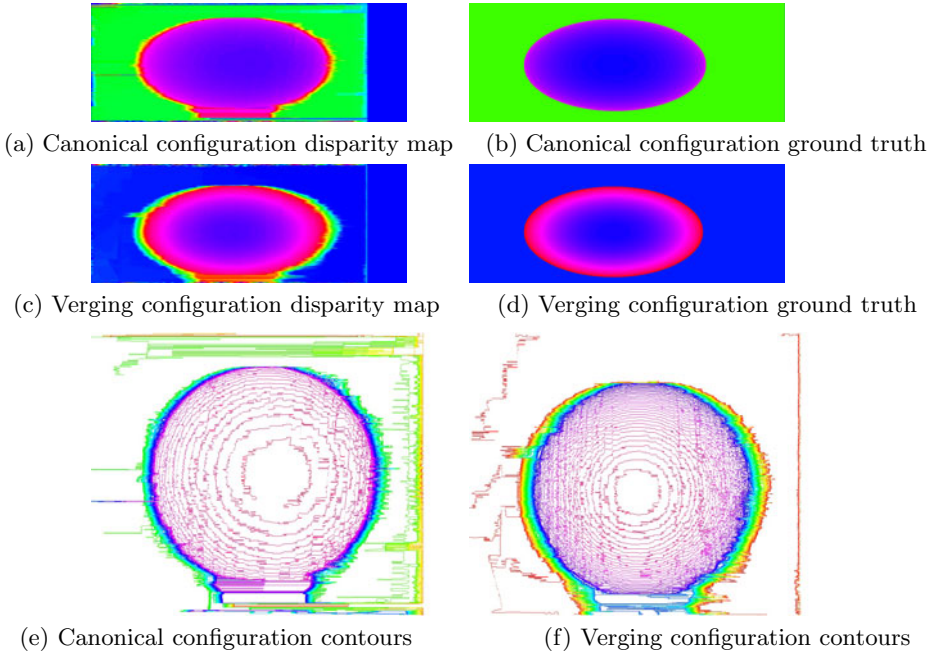 (a) Canonical configuration disparity map
(b) Canonical configuration ground truth
(c) Verging configuration disparity map
(d) Verging configuration ground truth
(e) Canonical configuration contours
(f) Verging configuration contours